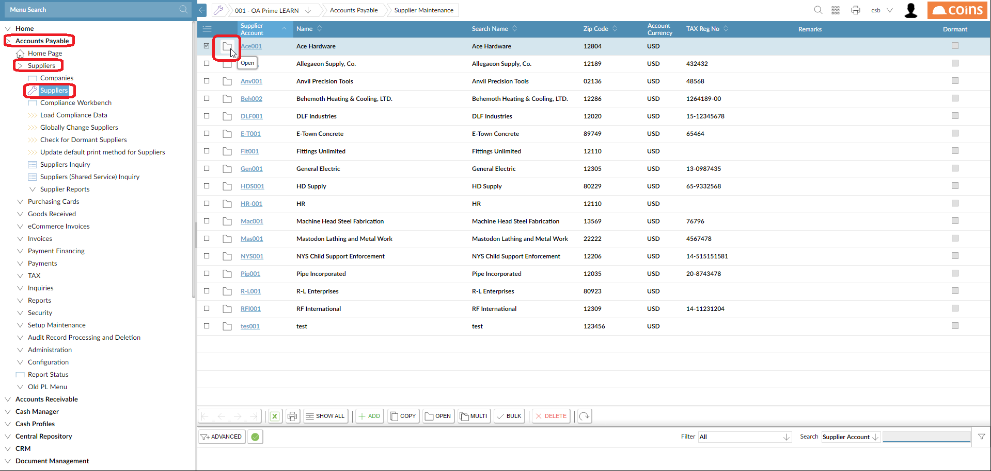 Menu Search
001 - OA Prime LEARN
Accounts Payable
Supplier Maintenance
csb
coins
Home
Accounts Payable
Home Page
Suppliers
Companies
Suppliers
Compliance Workbench
Load Compliance Data
Globally Change Suppliers
Check for Dormant Suppliers
Update default print method for Suppliers
Suppliers Inquiry
Suppliers (Shared Service) Inquiry
Supplier Reports
Purchasing Cards
Goods Received
eCommerce Invoices
Invoices
Payment Financing
Payments
TAX
Inquiries
Reports
Security
Setup Maintenance
Audit Record Processing and Deletion
Administration
Configuration
Report Status
Old PL Menu
Accounts Receivable
Cash Manager
Cash Profiles
Central Repository
CRM
Document Management
Supplier Account Name Search Name Zip Code Account Currency TAX Reg No Remarks Dormant
Ace001 Ace Hardware Ace Hardware 12804 USD
Open
Allegaeon Supply, Co. Allegaeon Supply, Co. 12189 USD 432432
Anv001 Anvil Precision Tools Anvil Precision Tools 02136 USD 48568
Beh002 Behemoth Heating & Cooling, LTD. Behemoth Heating & Cooling, LTD. 12286 USD 1264189-00
DLF001 DLF Industries DLF Industries 12020 USD 15-12345678
E-T001 E-Town Concrete E-Town Concrete 89749 USD 65464
Fit001 Fittings Unlimited Fittings Unlimited 12110 USD
Gen001 General Electric General Electric 12305 USD 13-0987435
HDS001 HD Supply HD Supply 80229 USD 65-9332568
HR-001 HR HR 12110 USD
Mac001 Machine Head Steel Fabrication Machine Head Steel Fabrication 13569 USD 76796
Mas001 Mastodon Lathing and Metal Work Mastodon Lathing and Metal Work 22222 USD 4567478
NYS001 NYS Child Support Enforcement NYS Child Support Enforcement 12206 USD 14-515151581
Pip001 Pipe Incorporated Pipe Incorporated 12035 USD 20-8743478
R-L001 R-L Enterprises R-L Enterprises 80923 USD
RFI001 RF International RF International 12309 USD 14-11231204
tes001 test test 123456 USD
SHOW ALL ADD COPY OPEN MULTI BULK DELETE
ADVANCED
Filter All
Search Supplier Account